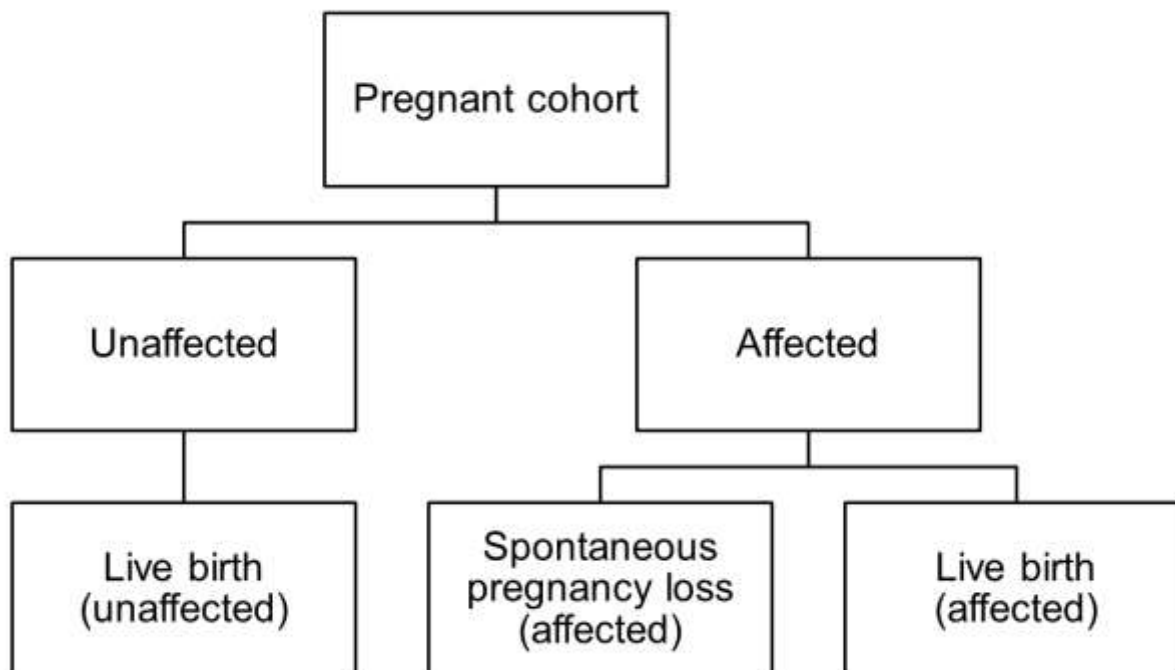 Pregnant cohort
Unaffected
Affected
Live birth
(unaffected)
Spontaneous
pregnancy loss
(affected)
Live birth
(affected)